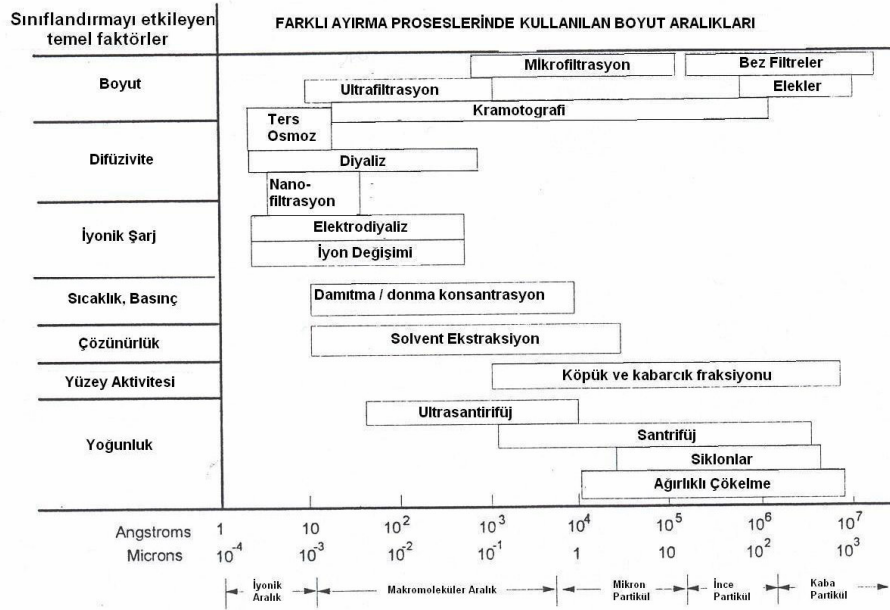 Sınıflandırmayı etkileyen
temel faktörler
FARKLI AYIRMA PROSESLERİNDE KULLANILAN BOYUT ARALIKLARI
Boyut
Mikrofiltrasyon
Bez Filtreler
Ultrafiltrasyon
Elekler
Kramotografi
Ters
Osmoz
Difüzivite
Diyaliz
Nano-
filtrasyon
İyonik Şarj
Elektrodiyaliz
İyon Değişimi
Sıcaklık, Basınç
Damıtma / donma konsantrasyon
Çözünürlük
Solvent Ekstraksiyon
Yüzey Aktivitesi
Köpük ve kabarcık fraksiyonu
Yoğunluk
Ultrasantirifüj
Santrifüj
Siklonlar
Ağırlıklı Çökelme
Angstroms 1 10 10² 10³ 10⁴ 10⁵ 10⁶ 10⁷
Microns 10⁻⁴ 10⁻³ 10⁻² 10⁻¹ 1 10 10² 10³
İyonik
Aralık
Makromoleküler Aralık
Mikron
Partikül
İnce
Partikül
Kaba
Partikül